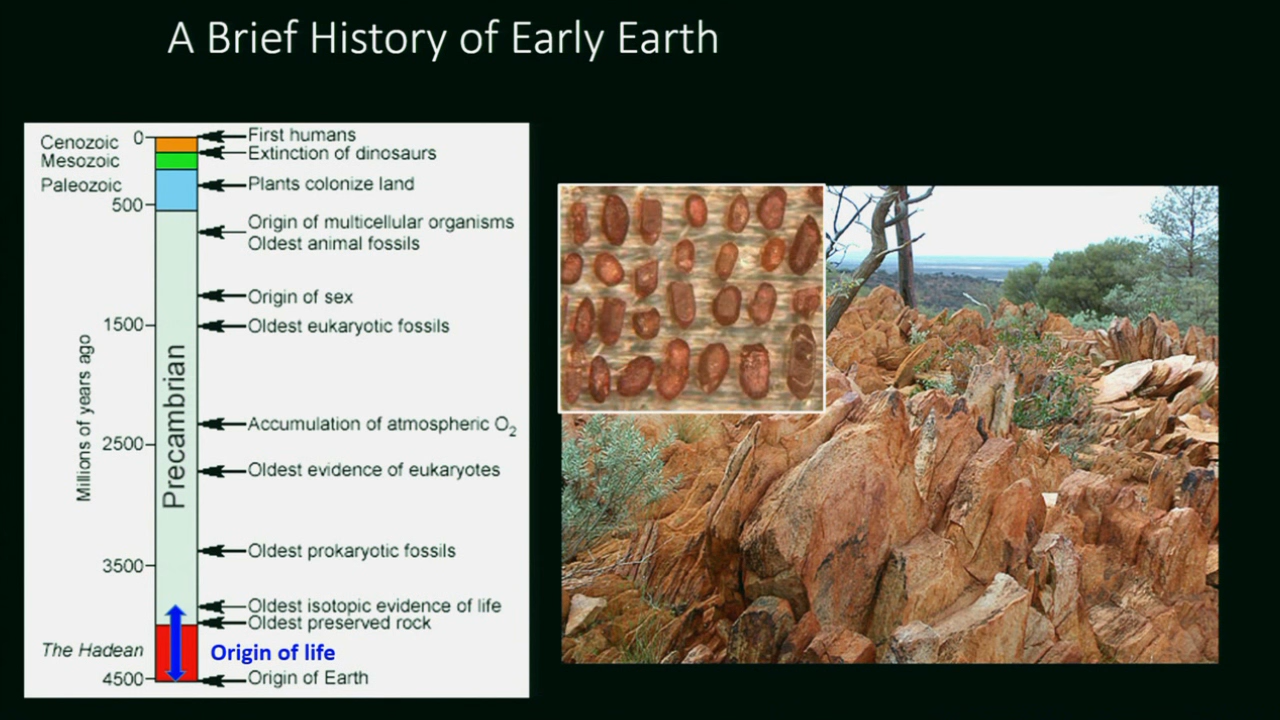 A Brief History of Early Earth
Cenozoic
Mesozoic
Paleozoic
The Hadean
Millions of years ago
0
500
1500
2500
3500
4500
Precambrian
First humans
Extinction of dinosaurs
Plants colonize land
Origin of multicellular organisms
Oldest animal fossils
Origin of sex
Oldest eukaryotic fossils
Accumulation of atmospheric O2
Oldest evidence of eukaryotes
Oldest prokaryotic fossils
Oldest isotopic evidence of life
Oldest preserved rock
Origin of life
Origin of Earth